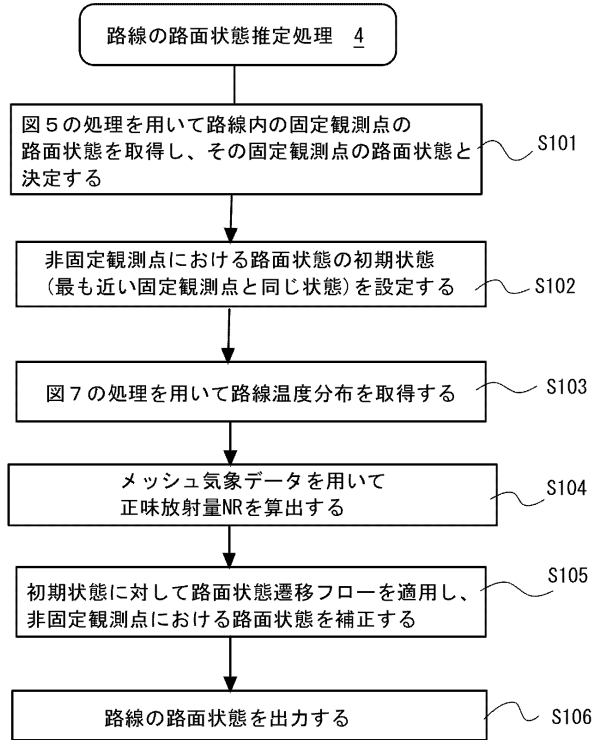 路線の路面状態推定処理 4
図5の処理を用いて路線内の固定観測点の
路面状態を取得し、その固定観測点の路面状態と
決定する
S101
非固定観測点における路面状態の初期状態
(最も近い固定観測点と同じ状態)を設定する
S102
図7の処理を用いて路線温度分布を取得する
S103
メッシュ気象データを用いて
正味放射量NRを算出する
S104
初期状態に対して路面状態遷移フローを適用し、
非固定観測点における路面状態を補正する
S105
路線の路面状態を出力する
S106